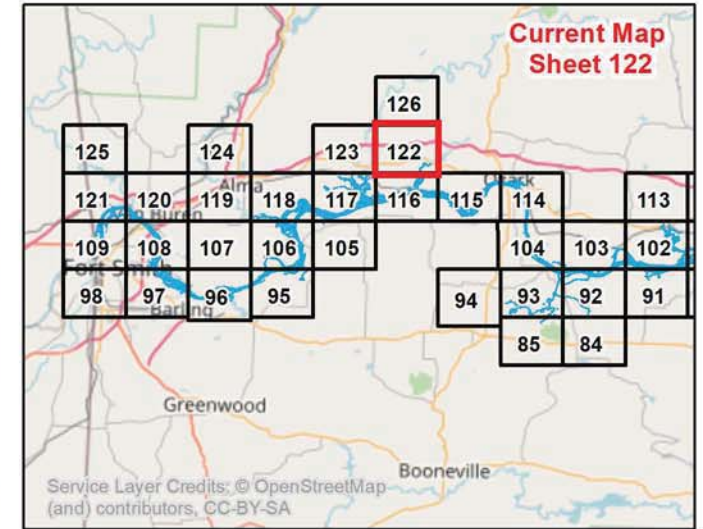 Current Map
Sheet 122
126
125
124
123
122
121
120
119
Alma
118
117
116
115
Ozark
114
113
Van Buren
109
108
107
106
105
104
103
102
Fort Smith
98
97
96
95
94
93
92
91
Barling
85
84
Greenwood
Booneville
Service Layer Credits: © OpenStreetMap
(and) contributors, CC-BY-SA